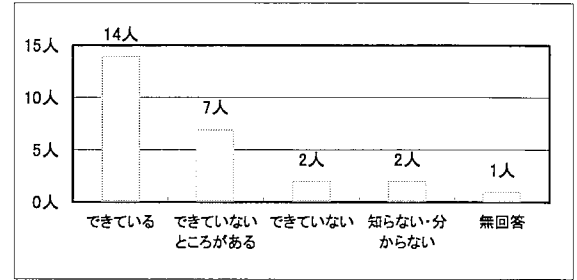 15人
10人
5人
0人
14人
7人
2人
2人
1人
できている
できていない
ところがある
できていない
知らない・分
からない
無回答